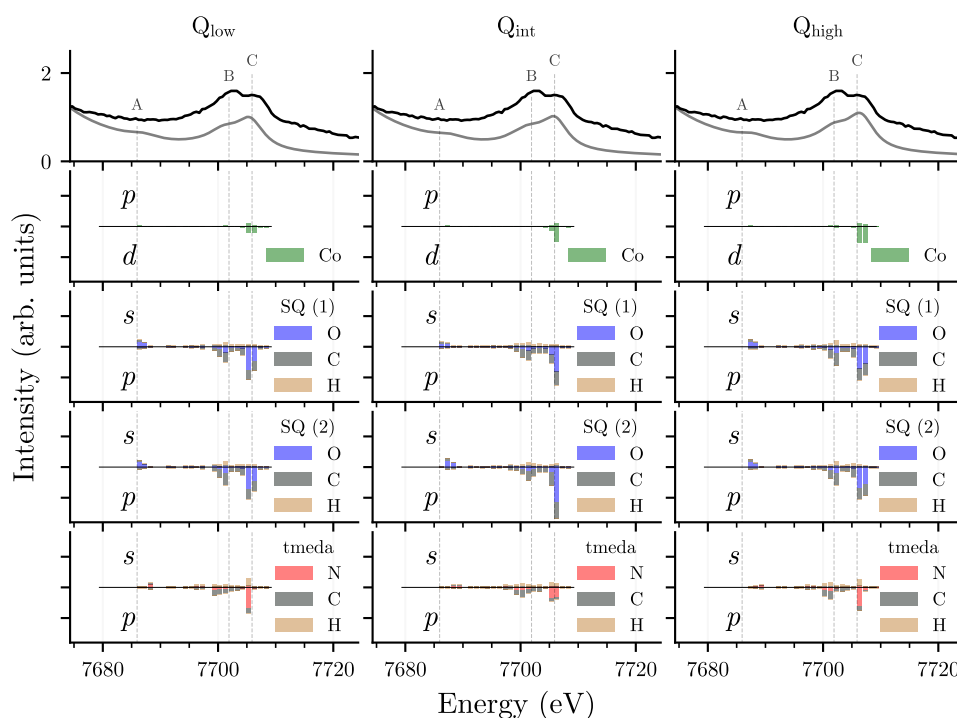 Q_low Q_int Q_high
2
0
A B C
A B C
A B C
Intensity (arb. units)
p
d
Co
p
d
Co
p
d
Co
s
p
SQ (1)
O
C
H
s
p
SQ (1)
O
C
H
s
p
SQ (1)
O
C
H
s
p
SQ (2)
O
C
H
s
p
SQ (2)
O
C
H
s
p
SQ (2)
O
C
H
s
p
tmeda
N
C
H
s
p
tmeda
N
C
H
s
p
tmeda
N
C
H
7680 7700 7720 7680 7700 7720 7680 7700 7720
Energy (eV)